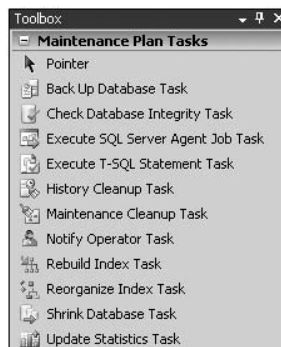 Toolbox
Maintenance Plan Tasks
Pointer
Back Up Database Task
Check Database Integrity Task
Execute SQL Server Agent Job Task
Execute T-SQL Statement Task
History Cleanup Task
Maintenance Cleanup Task
Notify Operator Task
Rebuild Index Task
Reorganize Index Task
Shrink Database Task
Update Statistics Task